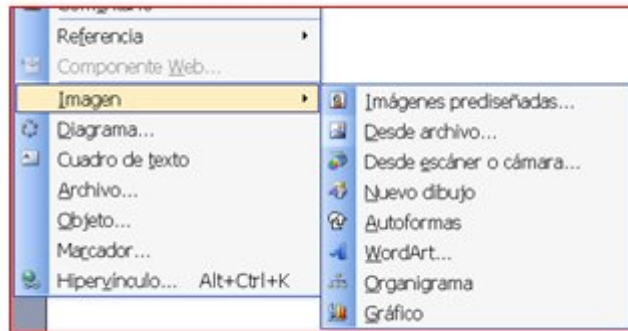 Comentario
Referencia
Componente Web...
Imagen
Diagrama...
Cuadro de texto
Archivo...
Objeto...
Marcador...
Hipervínculo... Alt+Ctrl+K
Imágenes prediseñadas...
Desde archivo...
Desde escáner o cámara...
Nuevo dibujo
Autoformas
WordArt...
Organigrama
Gráfico